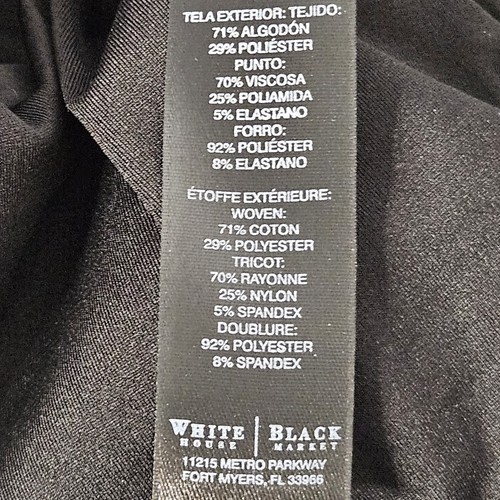 TELA EXTERIOR: TEJIDO:
71% ALGODÓN
29% POLIÉSTER
PUNTO:
70% VISCOSA
25% POLIAMIDA
5% ELASTANO
FORRO:
92% POLIÉSTER
8% ELASTANO
ÉTOFFE EXTÉRIEURE:
WOVEN:
71% COTON
29% POLYESTER
TRICOT:
70% RAYONNE
25% NYLON
5% SPANDEX
DOUBLURE:
92% POLYESTER
8% SPANDEX
WHITE | BLACK
HOUSE | MARKET
11215 METRO PARKWAY
FORT MYERS, FL 33966